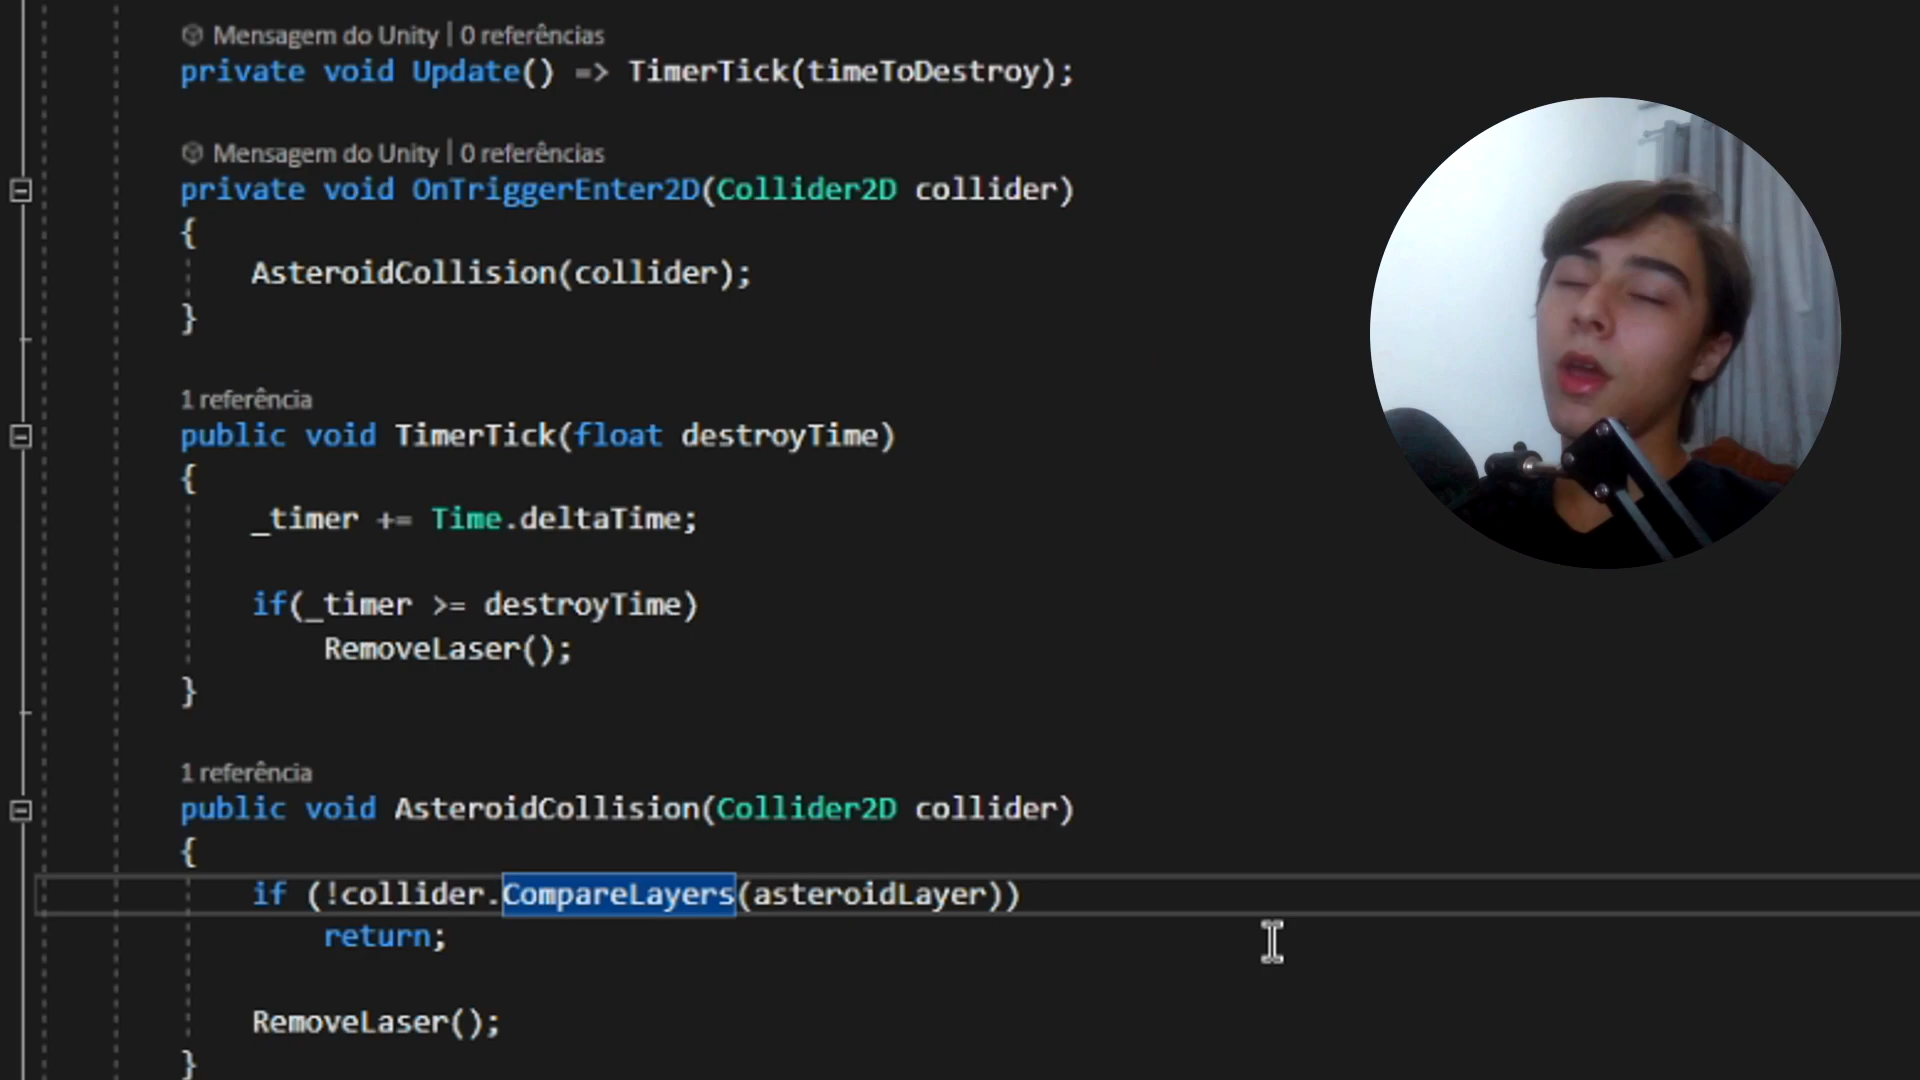 Mensagem do Unity | 0 referências
private void Update() => TimerTick(timeToDestroy);
Mensagem do Unity | 0 referências
private void OnTriggerEnter2D(Collider2D collider)
{
AsteroidCollision(collider);
}
1 referência
public void TimerTick(float destroyTime)
{
_timer += Time.deltaTime;
if(_timer >= destroyTime)
RemoveLaser();
}
1 referência
public void AsteroidCollision(Collider2D collider)
{
if (!collider.CompareLayers(asteroidLayer))
return;
RemoveLaser();
}